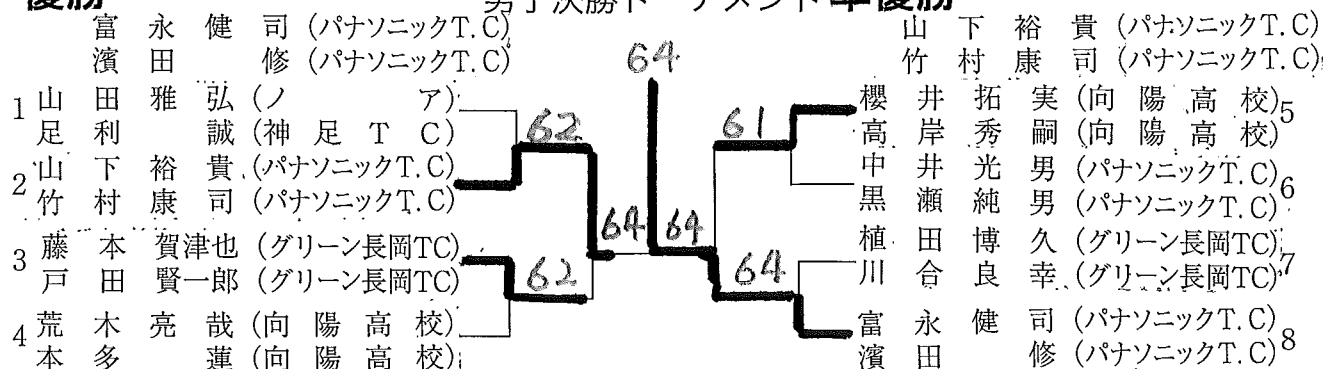 優勝 男子決勝トーナメント 準優勝
富永健司 (パナソニックT.C) 山下裕貴 (パナソニックT.C)
濱田修 (パナソニックT.C) 竹村康司 (パナソニックT.C)
1 山田雅弘 (ノア)
足利誠 (神足TC)
2 山下裕貴 (パナソニックT.C)
竹村康司 (パナソニックT.C)
3 藤本賀津也 (グリーン長岡TC)
戸田賢一郎 (グリーン長岡TC)
4 荒木亮哉 (向陽高校)
本多蓮 (向陽高校)
62
62
64
64
64
61
64
櫻井拓実 (向陽高校) 5
高岸秀嗣 (向陽高校)
中井光男 (パナソニックT.C) 6
黒瀬純男 (パナソニックT.C)
植田博久 (グリーン長岡TC) 7
川合良幸 (グリーン長岡TC)
富永健司 (パナソニックT.C) 8
濱田修 (パナソニックT.C)